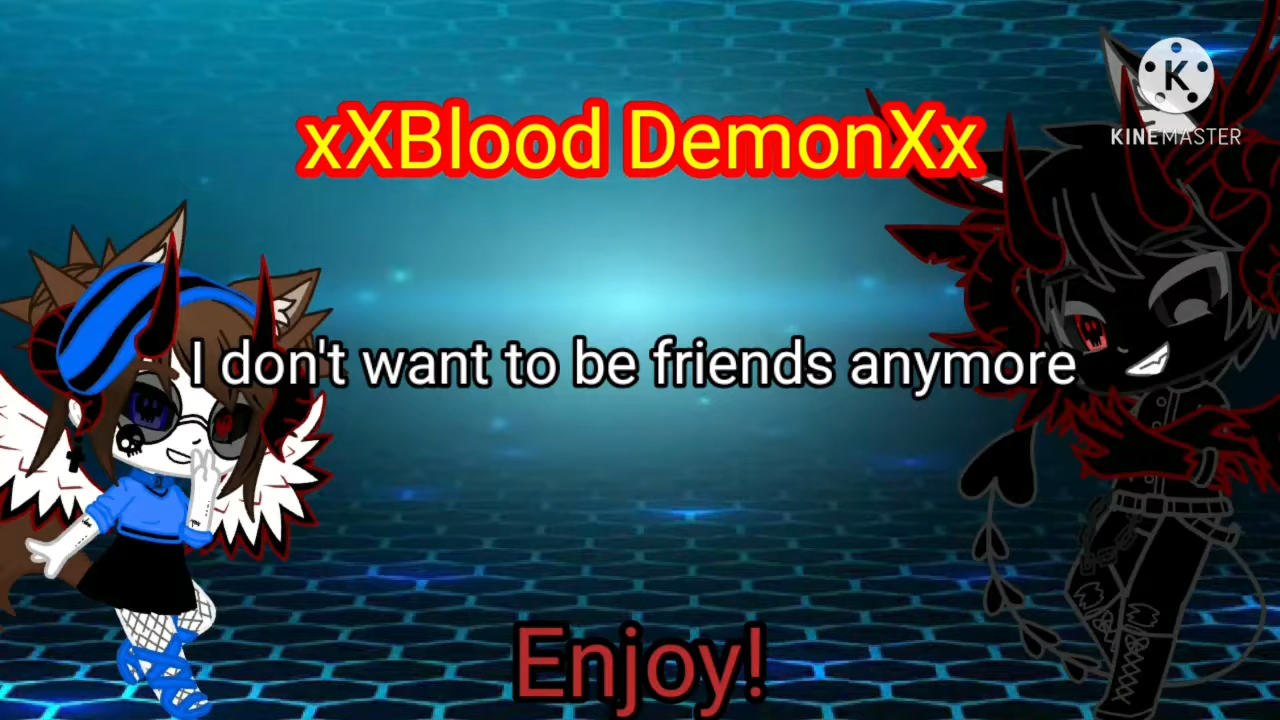 K
KINEMASTER
xXBlood DemonXx
I don't want to be friends anymore
Enjoy!